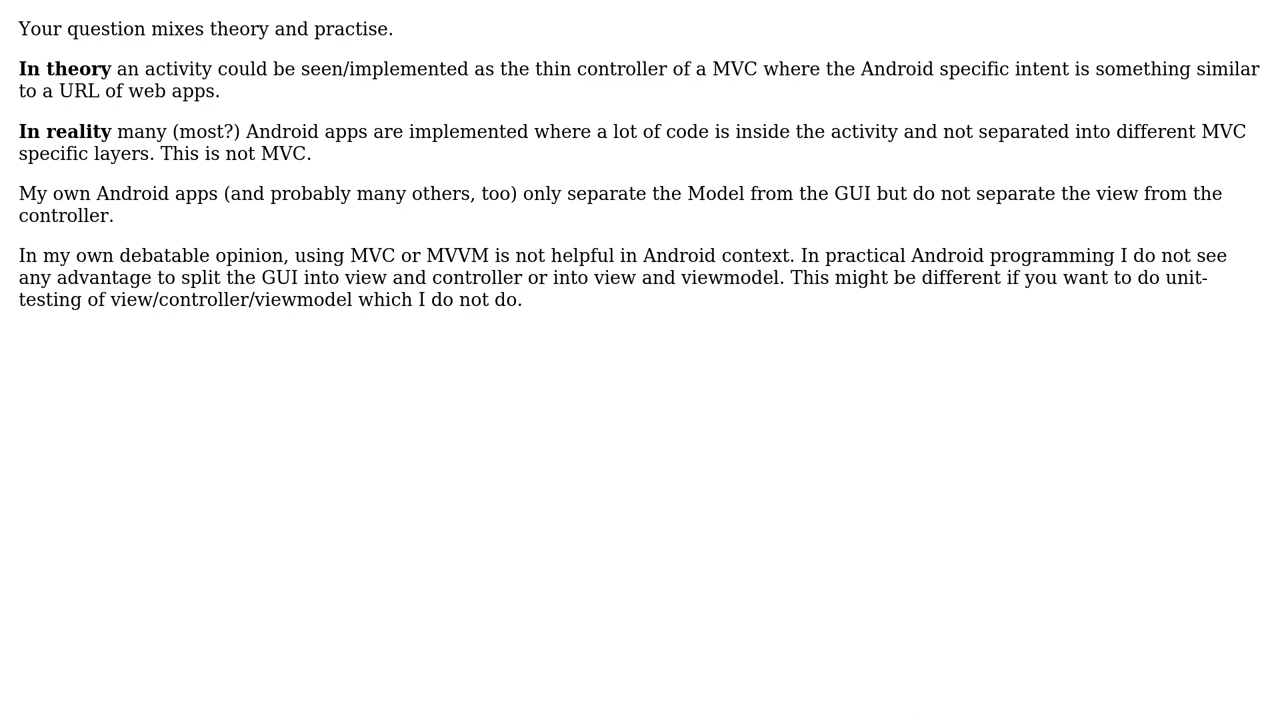 Your question mixes theory and practise.
In theory an activity could be seen/implemented as the thin controller of a MVC where the Android specific intent is something similar
to a URL of web apps.
In reality many (most?) Android apps are implemented where a lot of code is inside the activity and not separated into different MVC
specific layers. This is not MVC.
My own Android apps (and probably many others, too) only separate the Model from the GUI but do not separate the view from the
controller.
In my own debatable opinion, using MVC or MVVM is not helpful in Android context. In practical Android programming I do not see
any advantage to split the GUI into view and controller or into view and viewmodel. This might be different if you want to do unit-
testing of view/controller/viewmodel which I do not do.